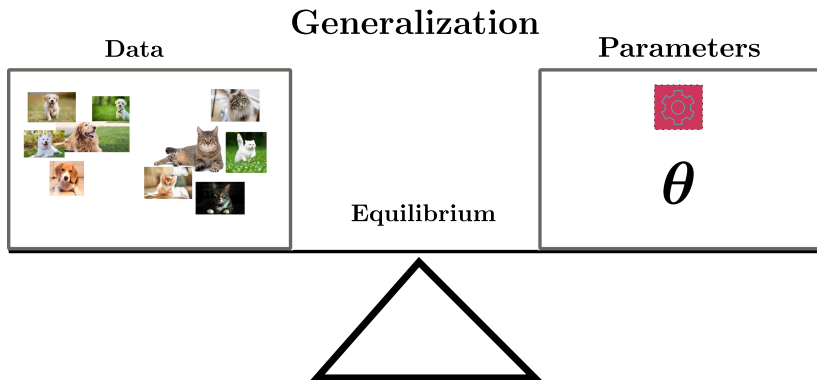 Generalization
Data
Parameters
θ
Equilibrium